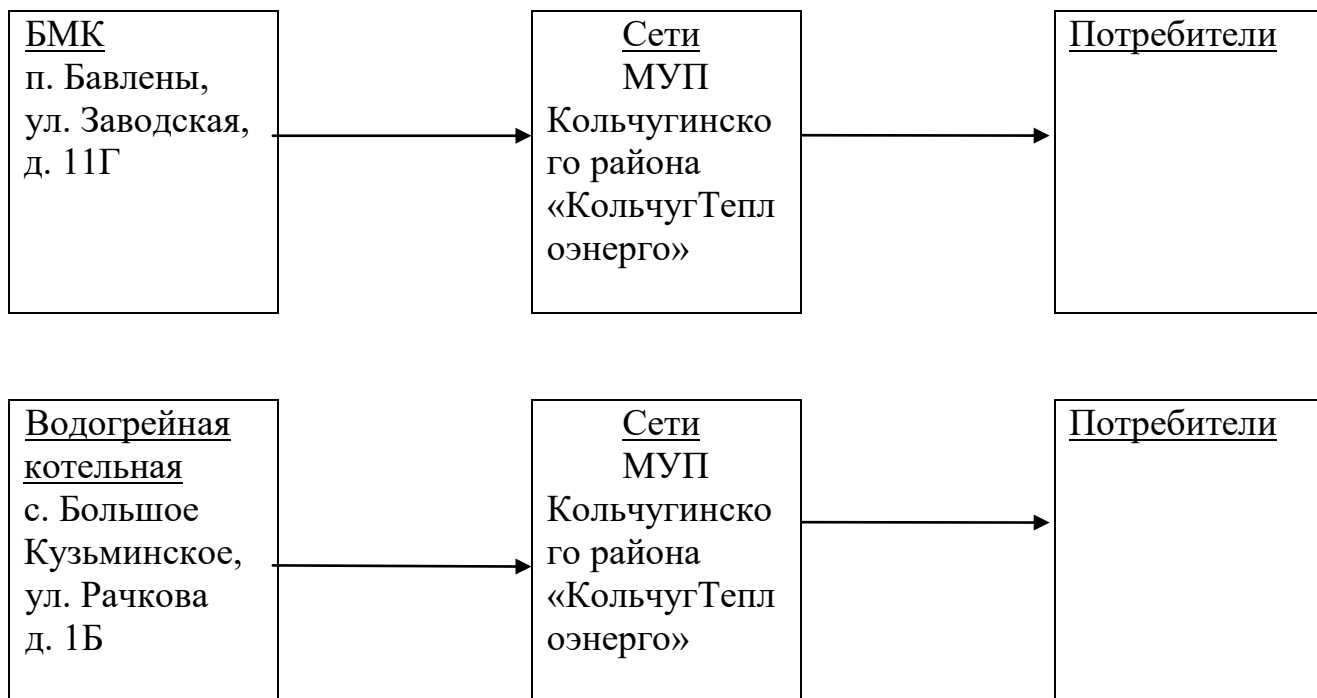 БМК
п. Бавлены,
ул. Заводская,
д. 11Г
Сети
МУП
Кольчугинско
го района
«КольчугТепл
оэнерго»
Потребители
Водогрейная
котельная
с. Большое
Кузьминское,
ул. Рачкова
д. 1Б
Сети
МУП
Кольчугинско
го района
«КольчугТепл
оэнерго»
Потребители